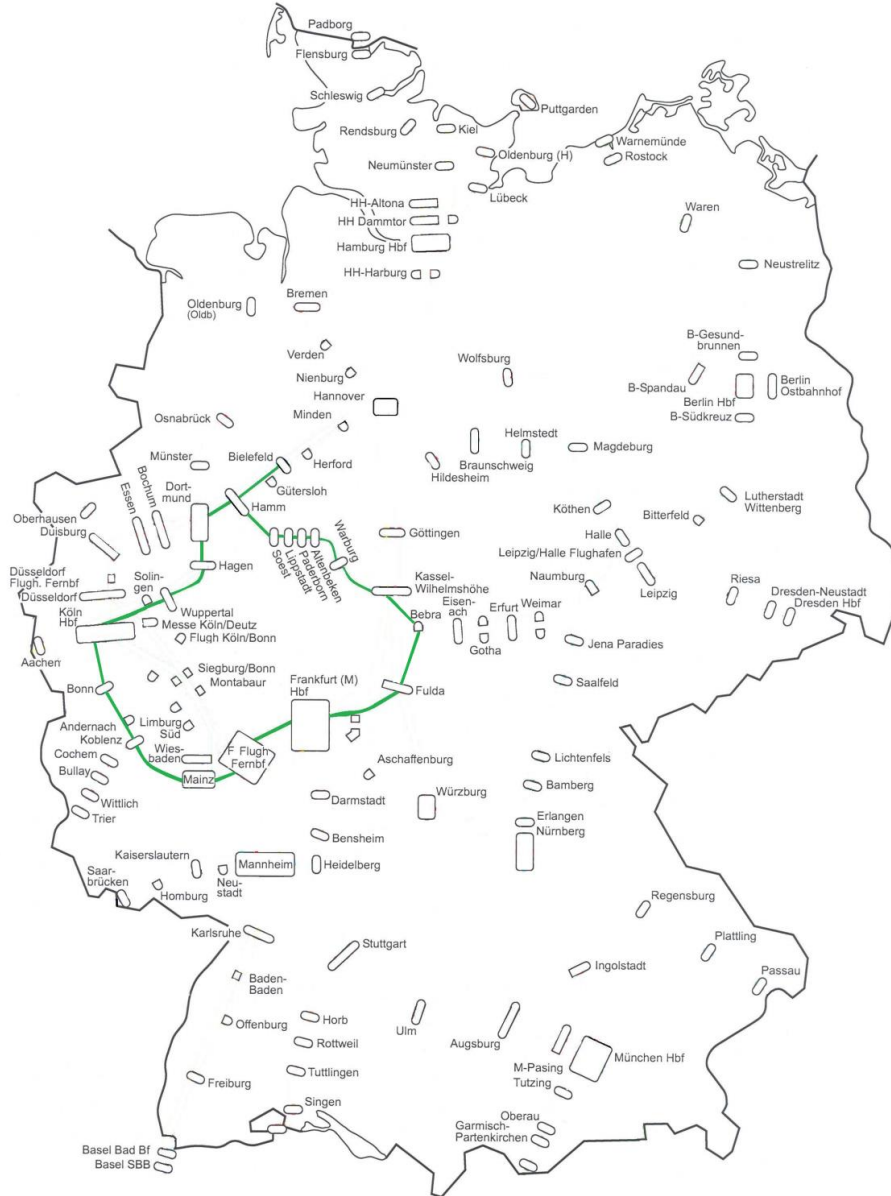 Padborg
Flensburg
Schleswig
Puttgarden
Rendsburg
Kiel
Warnemünde
Oldenburg (H)
Rostock
Neumünster
Lübeck
HH-Altona
HH Dammtor
Waren
Hamburg Hbf
Neustrelitz
HH-Harburg
Bremen
Oldenburg
(Oldb)
B-Gesund-
brunnen
Verden
Wolfsburg
Nienburg
B-Spandau
Berlin
Ostbahnhof
Hannover
Berlin Hbf
Minden
B-Südkreuz
Osnabrück
Helmstedt
Magdeburg
Münster
Bielefeld
Herford
Braunschweig
Hildesheim
Bochum
Essen
Dort-
mund
Gütersloh
Hamm
Lutherstadt
Wittenberg
Köthen
Bitterfeld
Oberhausen
Duisburg
Göttingen
Halle
Leipzig/Halle Flughafen
Soest
Lippstadt
Paderborn
Altenbeken
Warburg
Hagen
Kassel-
Wilhelmshöhe
Düsseldorf
Flugh. Fernbf
Düsseldorf
Solin-
gen
Naumburg
Leipzig
Riesa
Dresden-Neustadt
Dresden Hbf
Köln
Hbf
Wuppertal
Messe Köln/Deutz
Flugh Köln/Bonn
Bebra
Eisen-
ach
Erfurt
Weimar
Gotha
Jena Paradies
Aachen
Siegburg/Bonn
Montabaur
Frankfurt (M)
Hbf
Bonn
Fulda
Saalfeld
Andernach
Koblenz
Limburg
Süd
Cochem
Wies-
baden
F Flugh
Fernbf
Lichtenfels
Bullay
Mainz
Aschaffenburg
Bamberg
Wittlich
Darmstadt
Würzburg
Trier
Erlangen
Nürnberg
Bensheim
Kaiserslautern
Mannheim
Heidelberg
Saar-
brücken
Homburg
Neu-
stadt
Regensburg
Karlsruhe
Stuttgart
Plattling
Ingolstadt
Passau
Baden-
Baden
Offenburg
Horb
Ulm
Augsburg
Rottweil
M-Pasing
München Hbf
Freiburg
Tuttlingen
Tutzing
Singen
Oberau
Garmisch-
Partenkirchen
Basel Bad Bf
Basel SBB